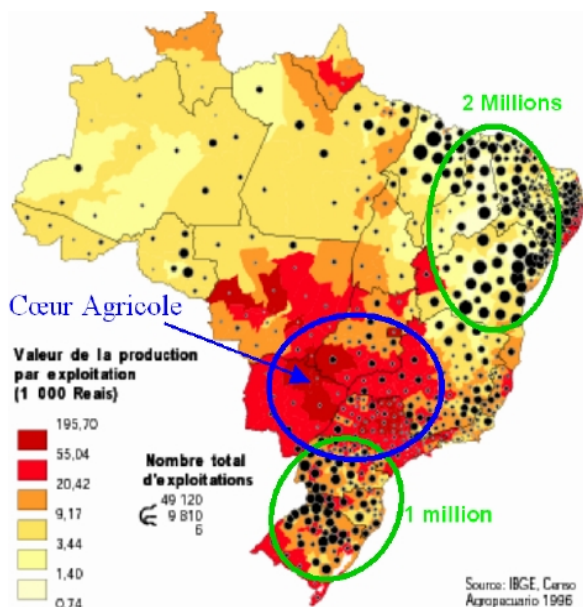 2 Millions
Cœur Agricole
Valeur de la production
par exploitation
(1 000 Reais)
195,70
55,04
20,42
9,17
3,44
1,40
0,74
Nombre total
d'exploitations
49 120
9 810
6
1 million
Source: IBGE, Censo
Agropecuario 1996